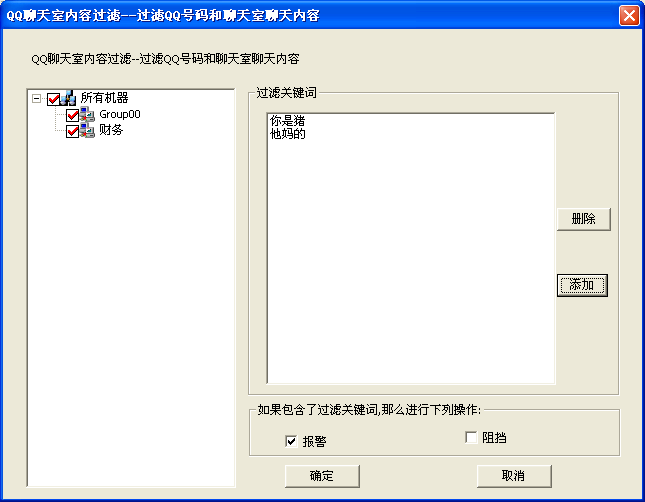 QQ聊天室内容过滤--过滤QQ号码和聊天室聊天内容
QQ聊天室内容过滤--过滤QQ号码和聊天室聊天内容
所有机器
Group00
财务
过滤关键词
你是猪
他妈的
删除
添加
如果包含了过滤关键词,那么进行下列操作:
报警
阻挡
确定
取消